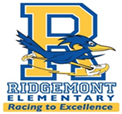 R
RIDGEMONT
ELEMENTARY
Racing to Excellence